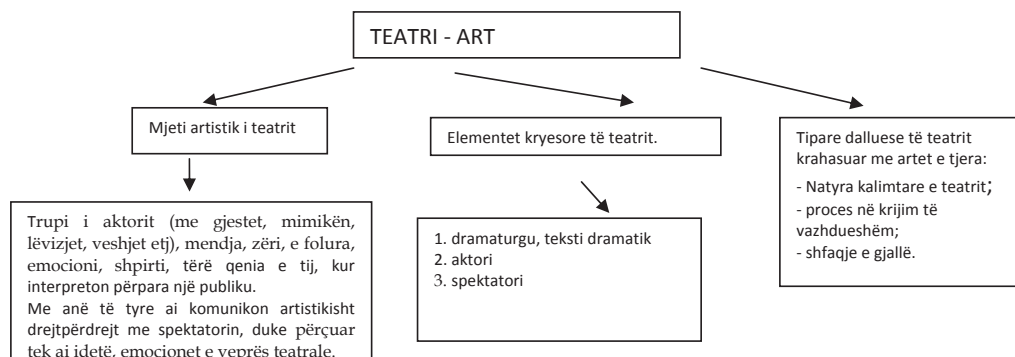 TEATRI - ART
Mjeti artistik i teatrit
Trupi i aktorit (me gjestet, mimikën,
lëvizjet, veshjet etj), mendja, zëri, e folura,
emocioni, shpirti, tërë qenia e tij, kur
interpreton përpara një publiku.
Me anë të tyre ai komunikon artistikisht
drejtpërdrejt me spektatorin, duke përçuar
tek ai idetë, emocionet e veprës teatrale.
Elementet kryesore të teatrit.
1. dramaturgu, teksti dramatik
2. aktori
3. spektatori
Tipare dalluese të teatrit
krahasuar me artet e tjera:
- Natyra kalimtare e teatrit;
- proces në krijim të
vazhdueshëm;
- shfaqje e gjallë.